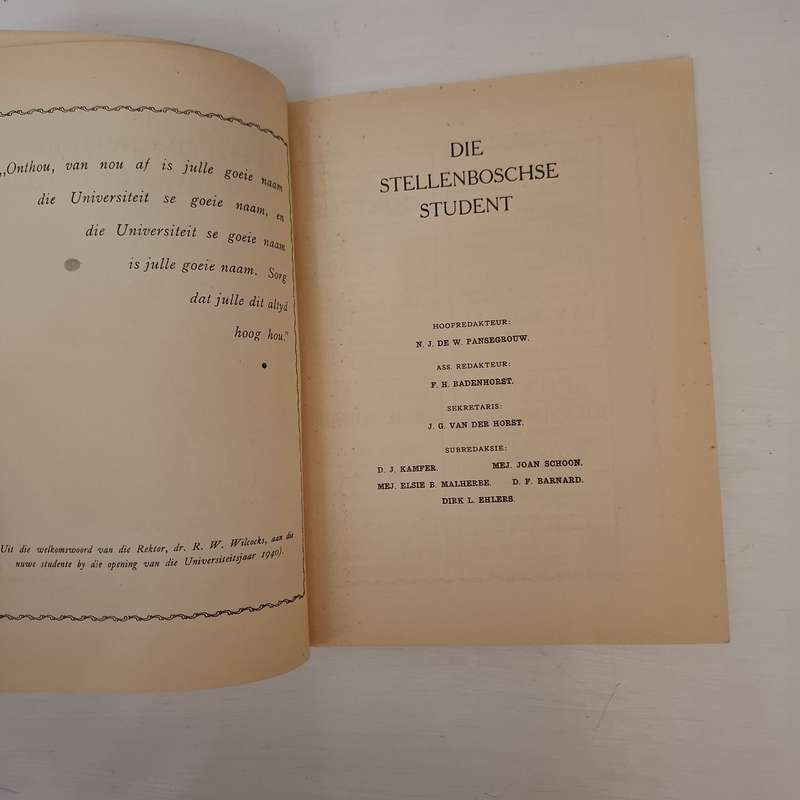 „Onthou, van nou af is julle goeie naam
die Universiteit se goeie naam, en
die Universiteit se goeie naam
is julle goeie naam. Sorg
dat julle dit altyd
hoog hou."
Uit die welkomswoord van die Rektor, dr. R. W. Wilcocks, aan die
nuwe studente by die opening van die Universiteitsjaar 1940).
DIE
STELLENBOSCHSE
STUDENT
HOOFREDAKTEUR:
N. J. DE W. PANSEGROUW.
ASS. REDAKTEUR:
F. H. BADENHORST.
SEKRETARIS:
J. G. VAN DER HORST.
SUBREDAKSIE:
D. J. KAMFER. MEJ. JOAN SCHOON.
MEJ. ELSIE B. MALHERBE. D. F. BARNARD.
DIRK L. EHLERS.